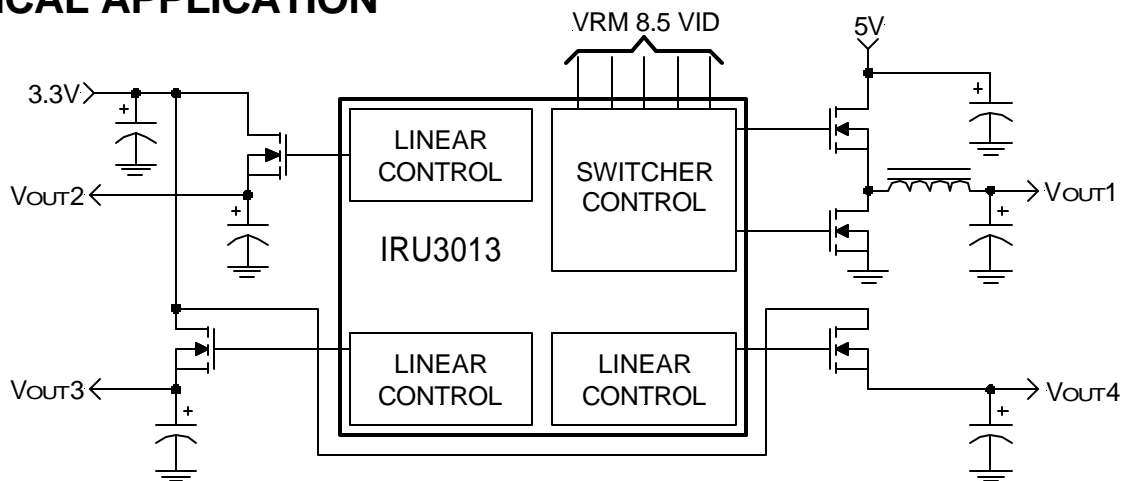 ICAL APPLICATION
VRM 8.5 VID
5V
3.3V
LINEAR
CONTROL
SWITCHER
CONTROL
VOUT2
VOUT1
IRU3013
LINEAR
CONTROL
LINEAR
CONTROL
VOUT3
VOUT4